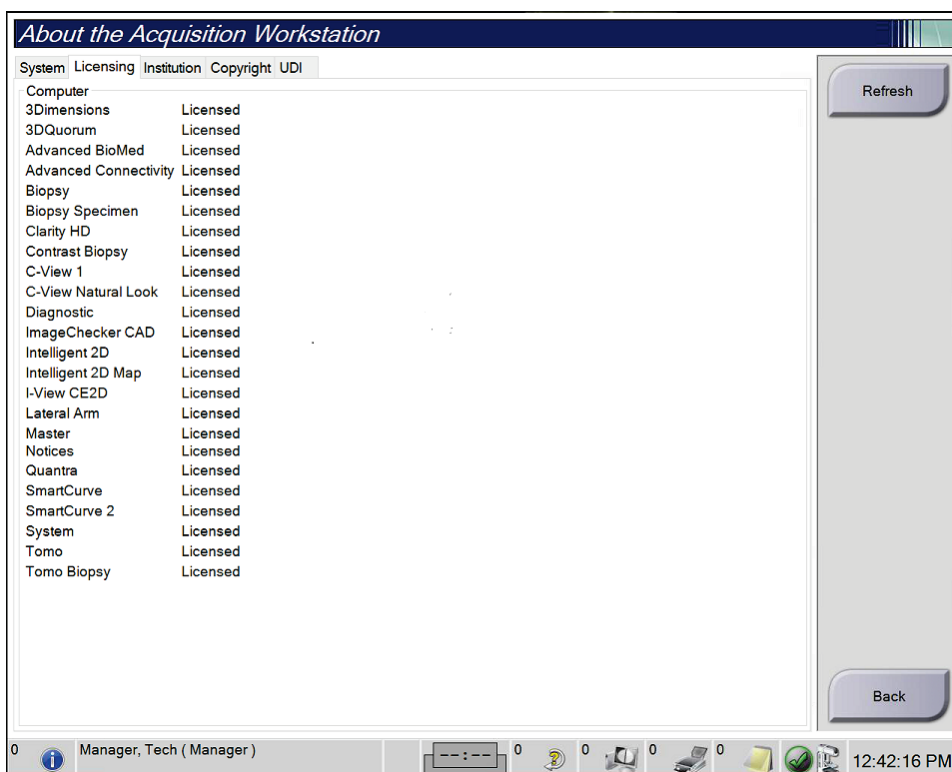 About the Acquisition Workstation
System Licensing Institution Copyright UDI
Computer
3Dimensions Licensed
3DQuorum Licensed
Advanced BioMed Licensed
Advanced Connectivity Licensed
Biopsy Licensed
Biopsy Specimen Licensed
Clarity HD Licensed
Contrast Biopsy Licensed
C-View 1 Licensed
C-View Natural Look Licensed
Diagnostic Licensed
ImageChecker CAD Licensed
Intelligent 2D Licensed
Intelligent 2D Map Licensed
I-View CE2D Licensed
Lateral Arm Licensed
Master Licensed
Notices Licensed
Quantra Licensed
SmartCurve Licensed
SmartCurve 2 Licensed
System Licensed
Tomo Licensed
Tomo Biopsy Licensed
Refresh
Back
0 Manager, Tech ( Manager ) --:-- 0 0 0 0 12:42:16 PM